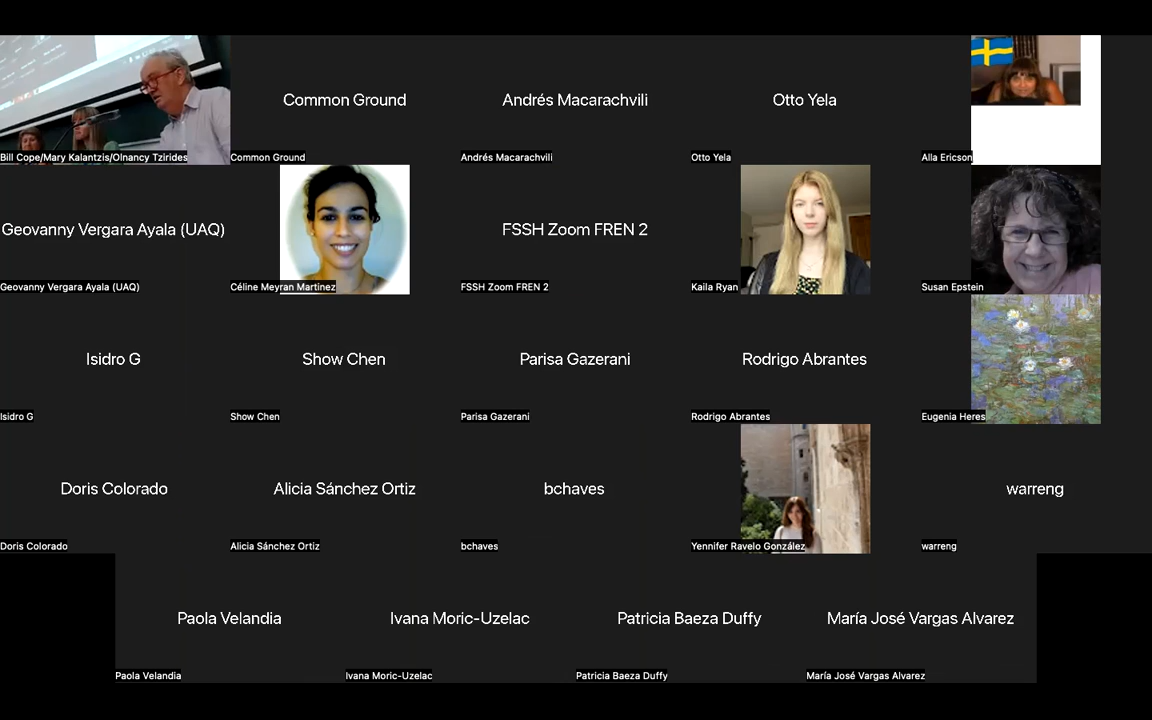 Common Ground
Andrés Macarachvili
Otto Yela
Bill Cope/Mary Kalantzis/Olnancy Tzirides
Common Ground
Andrés Macarachvili
Otto Yela
Alla Ericson
Geovanny Vergara Ayala (UAQ)
FSSH Zoom FREN 2
Geovanny Vergara Ayala (UAQ)
Céline Meyran Martinez
FSSH Zoom FREN 2
Kaila Ryan
Susan Epstein
Isidro G
Show Chen
Parisa Gazerani
Rodrigo Abrantes
Isidro G
Show Chen
Parisa Gazerani
Rodrigo Abrantes
Eugenia Heres
Doris Colorado
Alicia Sánchez Ortiz
bchaves
warreng
Doris Colorado
Alicia Sánchez Ortiz
bchaves
Yennifer Ravelo González
warreng
Paola Velandia
Ivana Moric-Uzelac
Patricia Baeza Duffy
María José Vargas Alvarez
Paola Velandia
Ivana Moric-Uzelac
Patricia Baeza Duffy
María José Vargas Alvarez